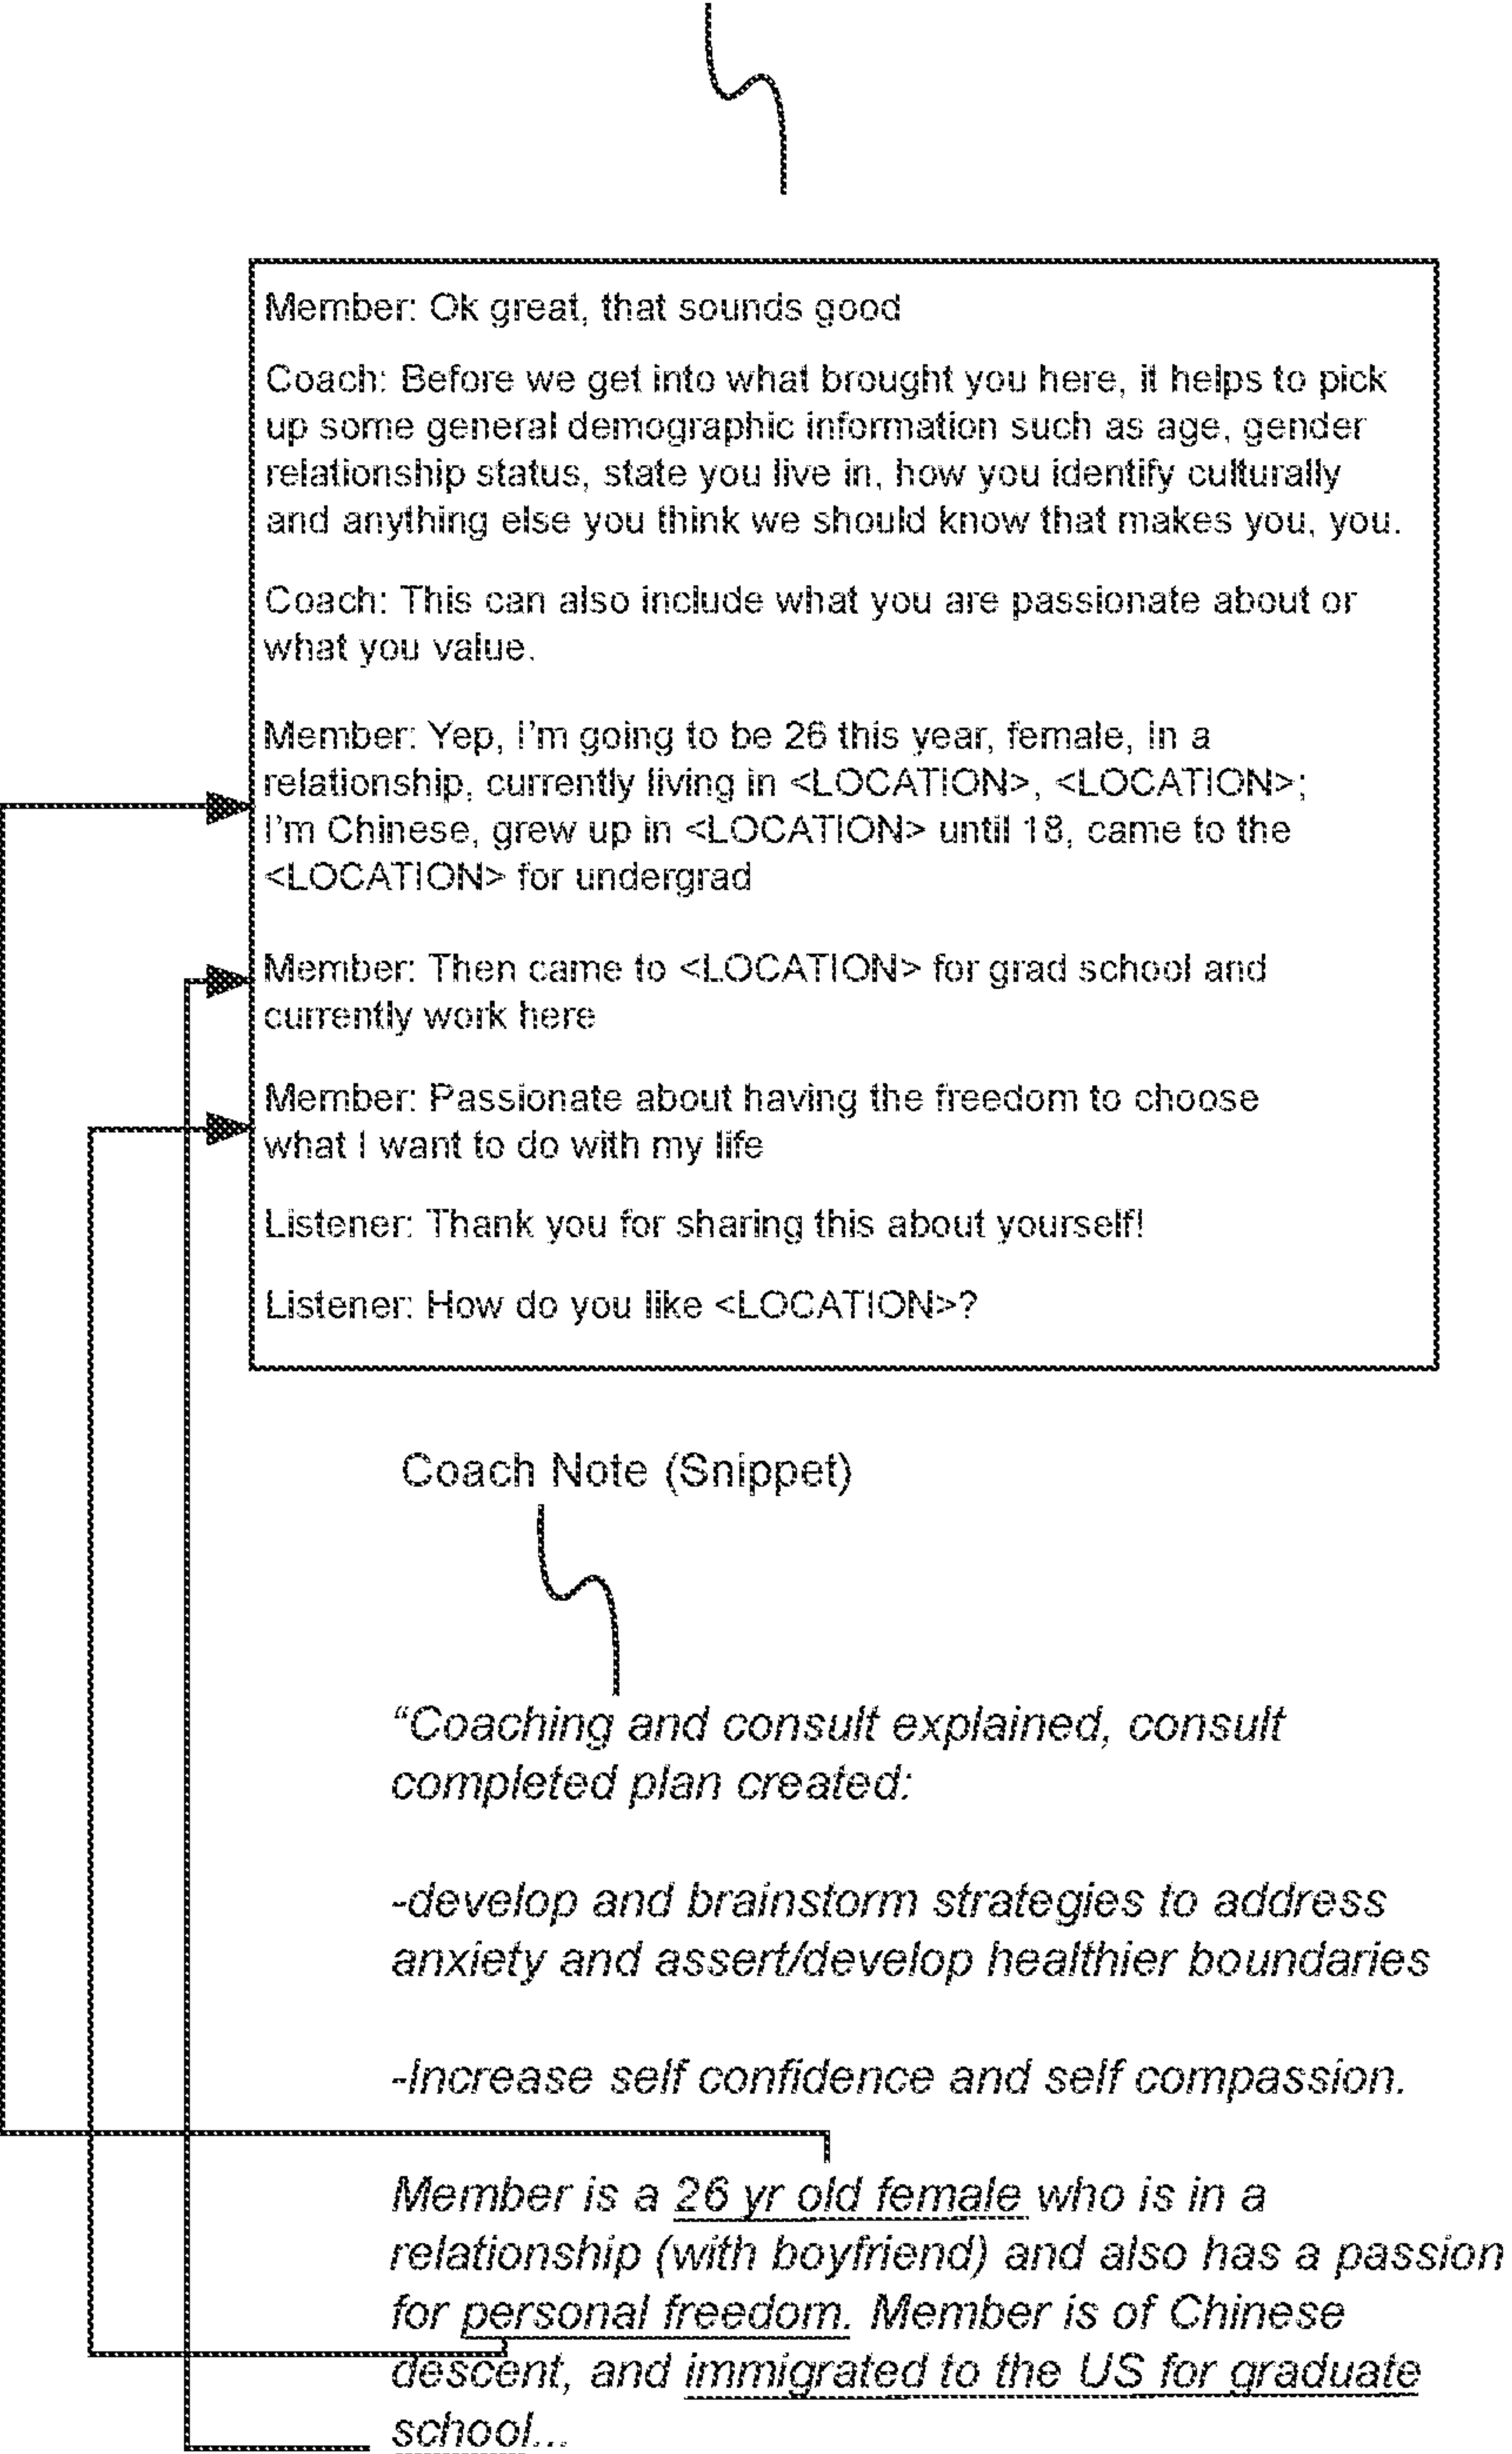 Member: Ok great, that sounds good
Coach: Before we get into what brought you here, it helps to pick
up some general demographic information such as age, gender
relationship status, state you live in, how you identify culturally
and anything else you think we should know that makes you, you.
Coach: This can also include what you are passionate about or
what you value.
Member: Yep, I'm going to be 26 this year, female, in a
relationship, currently living in <LOCATION>, <LOCATION>;
I'm Chinese, grew up in <LOCATION> until 18, came to the
<LOCATION> for undergrad
Member: Then came to <LOCATION> for grad school and
currently work here
Member: Passionate about having the freedom to choose
what I want to do with my life
Listener: Thank you for sharing this about yourself!
Listener: How do you like <LOCATION>?
Coach Note (Snippet)
“Coaching and consult explained, consult
completed plan created:
-develop and brainstorm strategies to address
anxiety and assert/develop healthier boundaries
-Increase self confidence and self compassion.
Member is a 26 yr old female who is in a
relationship (with boyfriend) and also has a passion
for personal freedom. Member is of Chinese
descent, and immigrated to the US for graduate
school...